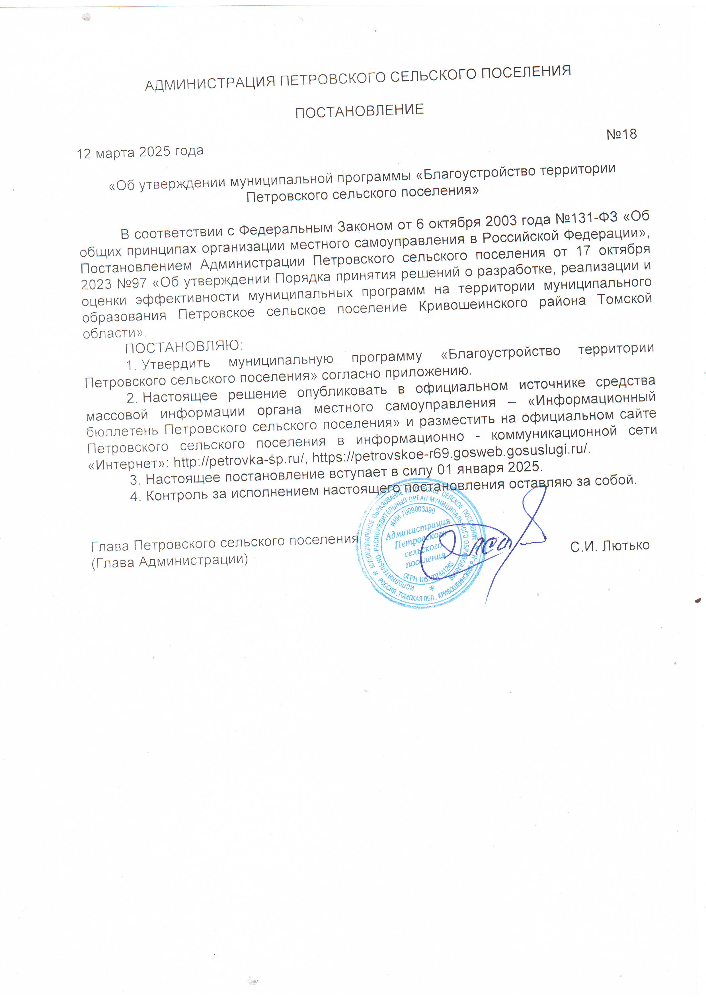 АДМИНИСТРАЦИЯ ПЕТРОВСКОГО СЕЛЬСКОГО ПОСЕЛЕНИЯ
ПОСТАНОВЛЕНИЕ
№18
12 марта 2025 года
«Об утверждении муниципальной программы «Благоустройство территории
Петровского сельского поселения»
В соответствии с Федеральным Законом от 6 октября 2003 года №131-ФЗ «Об
общих принципах организации местного самоуправления в Российской Федерации»,
Постановлением Администрации Петровского сельского поселения от 17 октября
2023 №97 «Об утверждении Порядка принятия решений о разработке, реализации и
оценки эффективности муниципальных программ на территории муниципального
образования Петровское сельское поселение Кривошеинского района Томской
области»,
ПОСТАНОВЛЯЮ:
1. Утвердить муниципальную программу «Благоустройство территории
Петровского сельского поселения» согласно приложению.
2. Настоящее решение опубликовать в официальном источнике средства
массовой информации органа местного самоуправления – «Информационный
бюллетень Петровского сельского поселения» и разместить на официальном сайте
Петровского сельского поселения в информационно - коммуникационной сети
«Интернет»: http://petrovka-sp.ru/, https://petrovskoe-r69.gosweb.gosuslugi.ru/.
3. Настоящее постановление вступает в силу 01 января 2025.
4. Контроль за исполнением настоящего постановления оставляю за собой.
Глава Петровского сельского поселения
(Глава Администрации)
С.И. Лютько
МУНИЦИПАЛЬНОЕ ОБРАЗОВАНИЕ ПЕТРОВСКОЕ СЕЛСКОЕ ПОСЕЛЕНИЕ
РОССИЯ, ТОМСКАЯ ОБЛ., КРИВОШЕИНСКИЙ Р-Н
ИСПОЛНИТЕЛЬНО-РАСПОРЯДИТЕЛЬНЫЙ ОРГАН МУНИЦИПАЛЬНОГО ОБРАЗОВАНИЯ
ИНН 7009003390
Администрация
Петровского
сельского
поселения
ОГРН 1057007441248